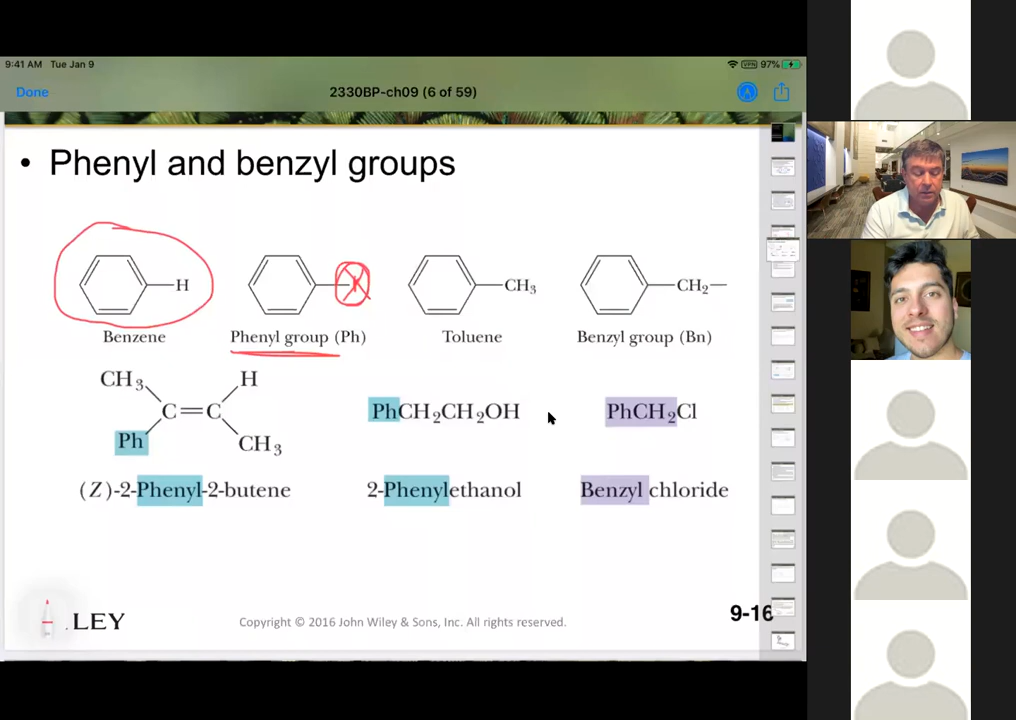 9:41 AM Tue Jan 9
VPN 97%
Done
2330BP-ch09 (6 of 59)
• Phenyl and benzyl groups
H
CH3
CH2
Benzene
Phenyl group (Ph)
Toluene
Benzyl group (Bn)
CH3 H
C=C
Ph CH3
PhCH2CH2OH
PhCH2Cl
(Z)-2-Phenyl-2-butene
2-Phenylethanol
Benzyl chloride
LEY
Copyright © 2016 John Wiley & Sons, Inc. All rights reserved.
9-16